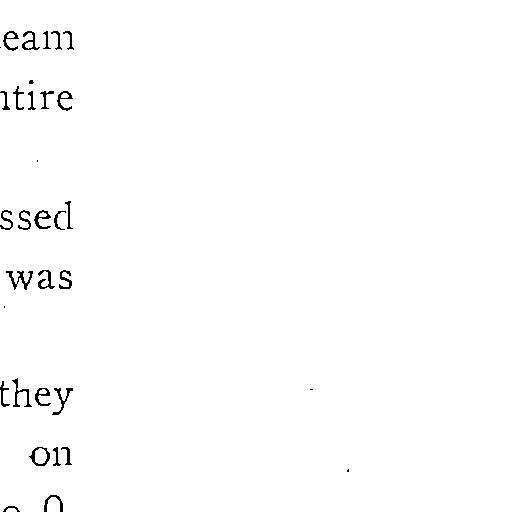 eam
ntire
ssed
was
they
on